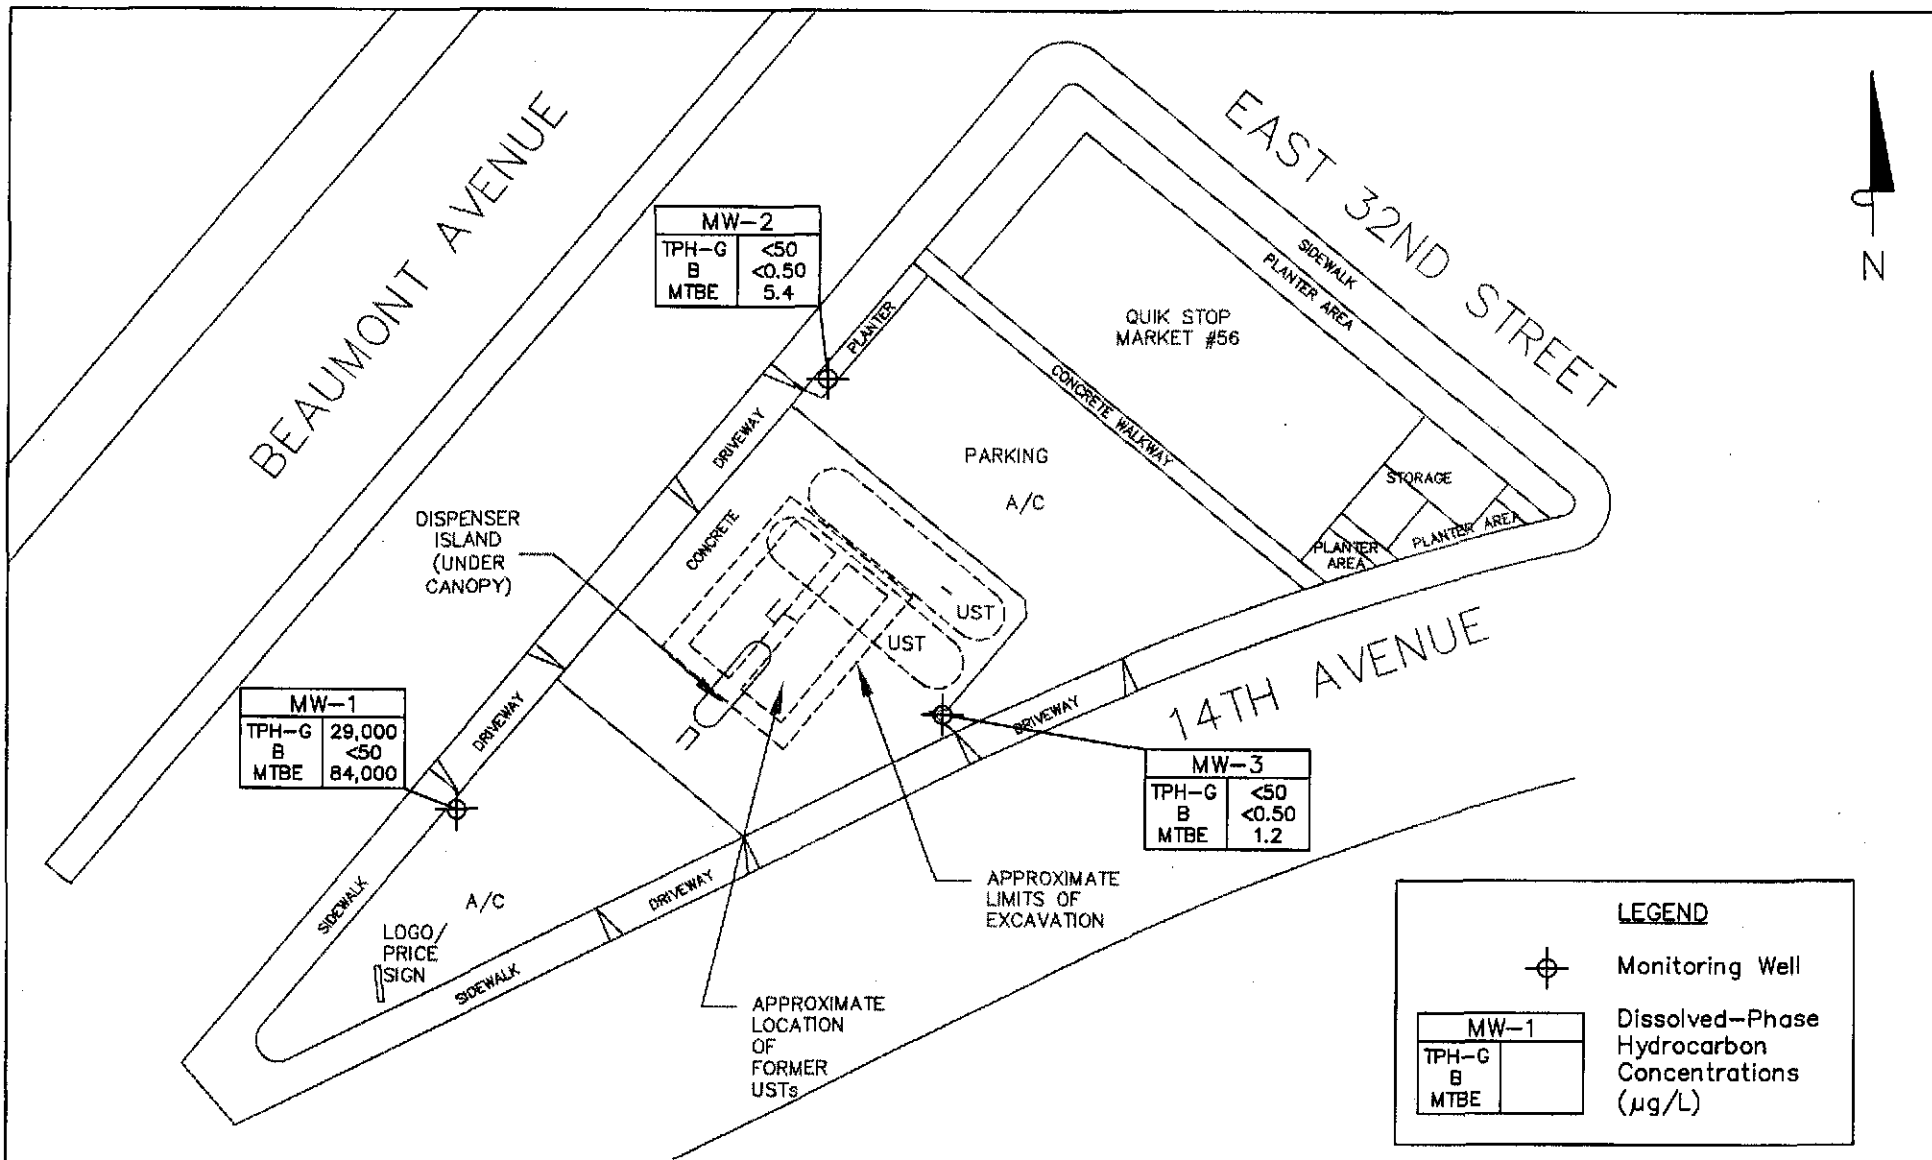 BEAUMONT AVENUE
EAST 32ND STREET
14TH AVENUE
N
MW-2
TPH-G <50
B <0.50
MTBE 5.4
SIDEWALK
PLANTER AREA
QUIK STOP
MARKET #56
PLANTER
CONCRETE WALKWAY
DRIVEWAY
PARKING
A/C
STORAGE
PLANTER AREA
PLANTER
AREA
DISPENSER
ISLAND
(UNDER
CANOPY)
CONCRETE
UST
UST
MW-1
TPH-G 29,000
B <50
MTBE 84,000
DRIVEWAY
DRIVEWAY
MW-3
TPH-G <50
B <0.50
MTBE 1.2
SIDEWALK
A/C
LOGO/
PRICE
SIGN
DRIVEWAY
SIDEWALK
APPROXIMATE
LIMITS OF
EXCAVATION
APPROXIMATE
LOCATION
OF
FORMER
USTs
LEGEND
Monitoring Well
MW-1
TPH-G
B
MTBE
Dissolved-Phase
Hydrocarbon
Concentrations
(µg/L)